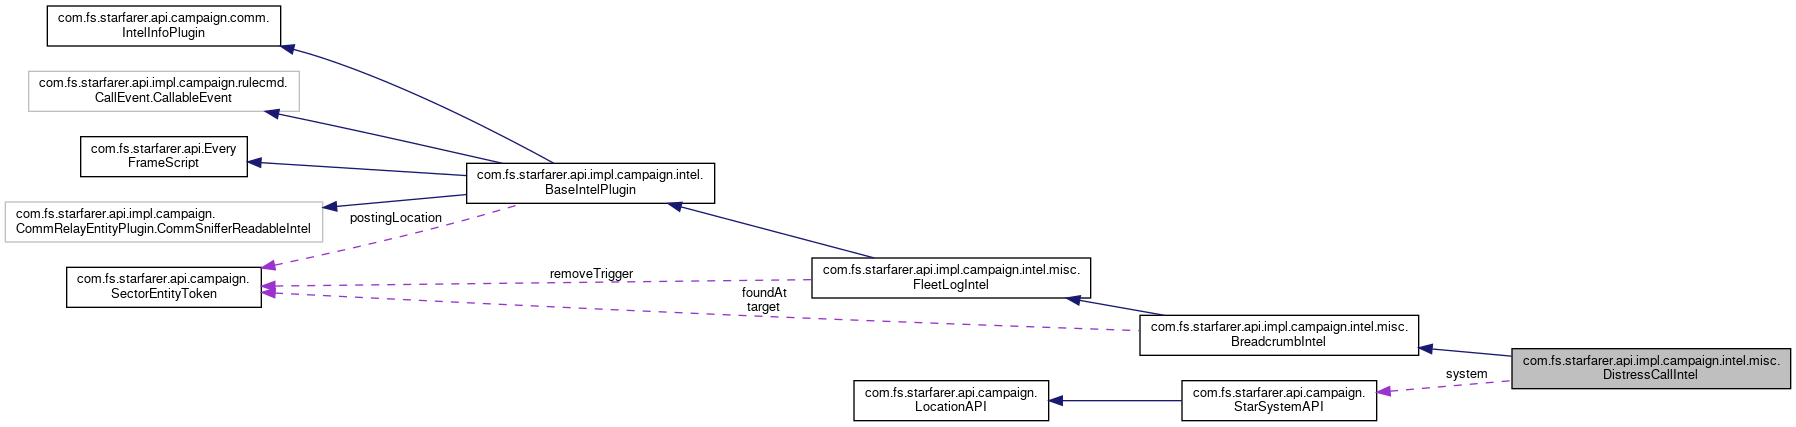 com.fs.starfarer.api.campaign.comm.
IntelInfoPlugin
com.fs.starfarer.api.impl.campaign.rulecmd.
CallEvent.CallableEvent
com.fs.starfarer.api.Every
FrameScript
com.fs.starfarer.api.impl.campaign.intel.
BaseIntelPlugin
com.fs.starfarer.api.impl.campaign.
CommRelayEntityPlugin.CommSnifferReadableIntel
postingLocation
com.fs.starfarer.api.campaign.
SectorEntityToken
removeTrigger
com.fs.starfarer.api.impl.campaign.intel.misc.
FleetLogIntel
foundAt
target
com.fs.starfarer.api.impl.campaign.intel.misc.
BreadcrumbIntel
com.fs.starfarer.api.impl.campaign.intel.misc.
DistressCallIntel
system
com.fs.starfarer.api.campaign.
LocationAPI
com.fs.starfarer.api.campaign.
StarSystemAPI